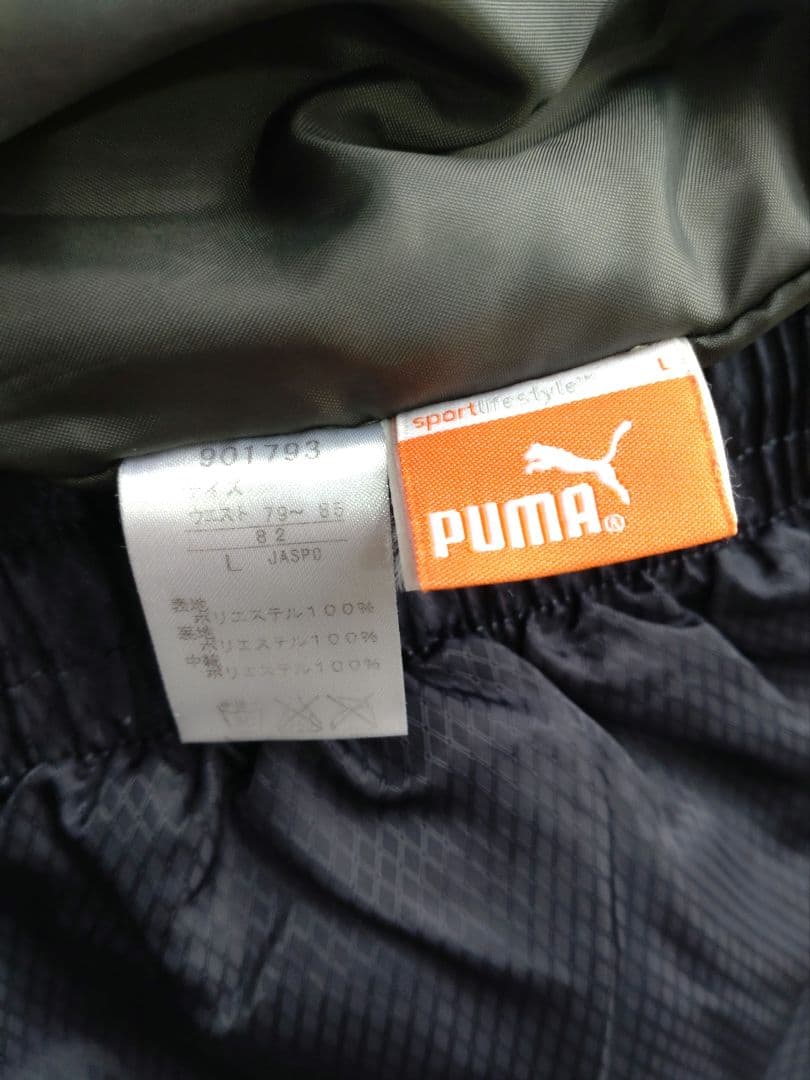 901793
サイズ
ウエスト 79~ 85
82
L JASPO
表地
ポリエステル100%
裏地
ポリエステル100%
中綿
ポリエステル100%
sportlifestyle™ L
PUMA®